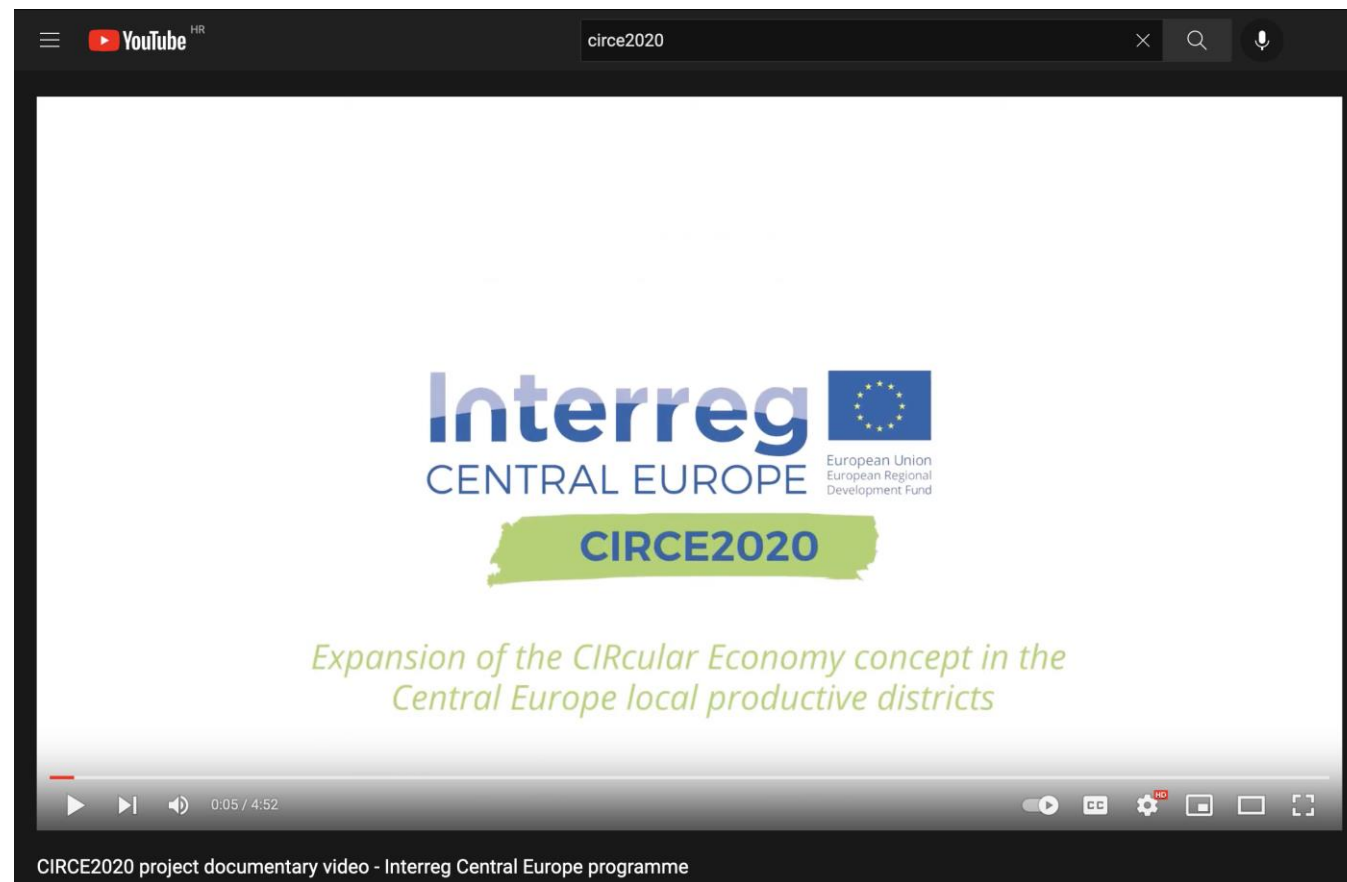 YouTube HR
circe2020
Interreg
CENTRAL EUROPE
European Union
European Regional
Development Fund
CIRCE2020
Expansion of the CIRcular Economy concept in the
Central Europe local productive districts
0:05 / 4:52
CC
HD
CIRCE2020 project documentary video - Interreg Central Europe programme